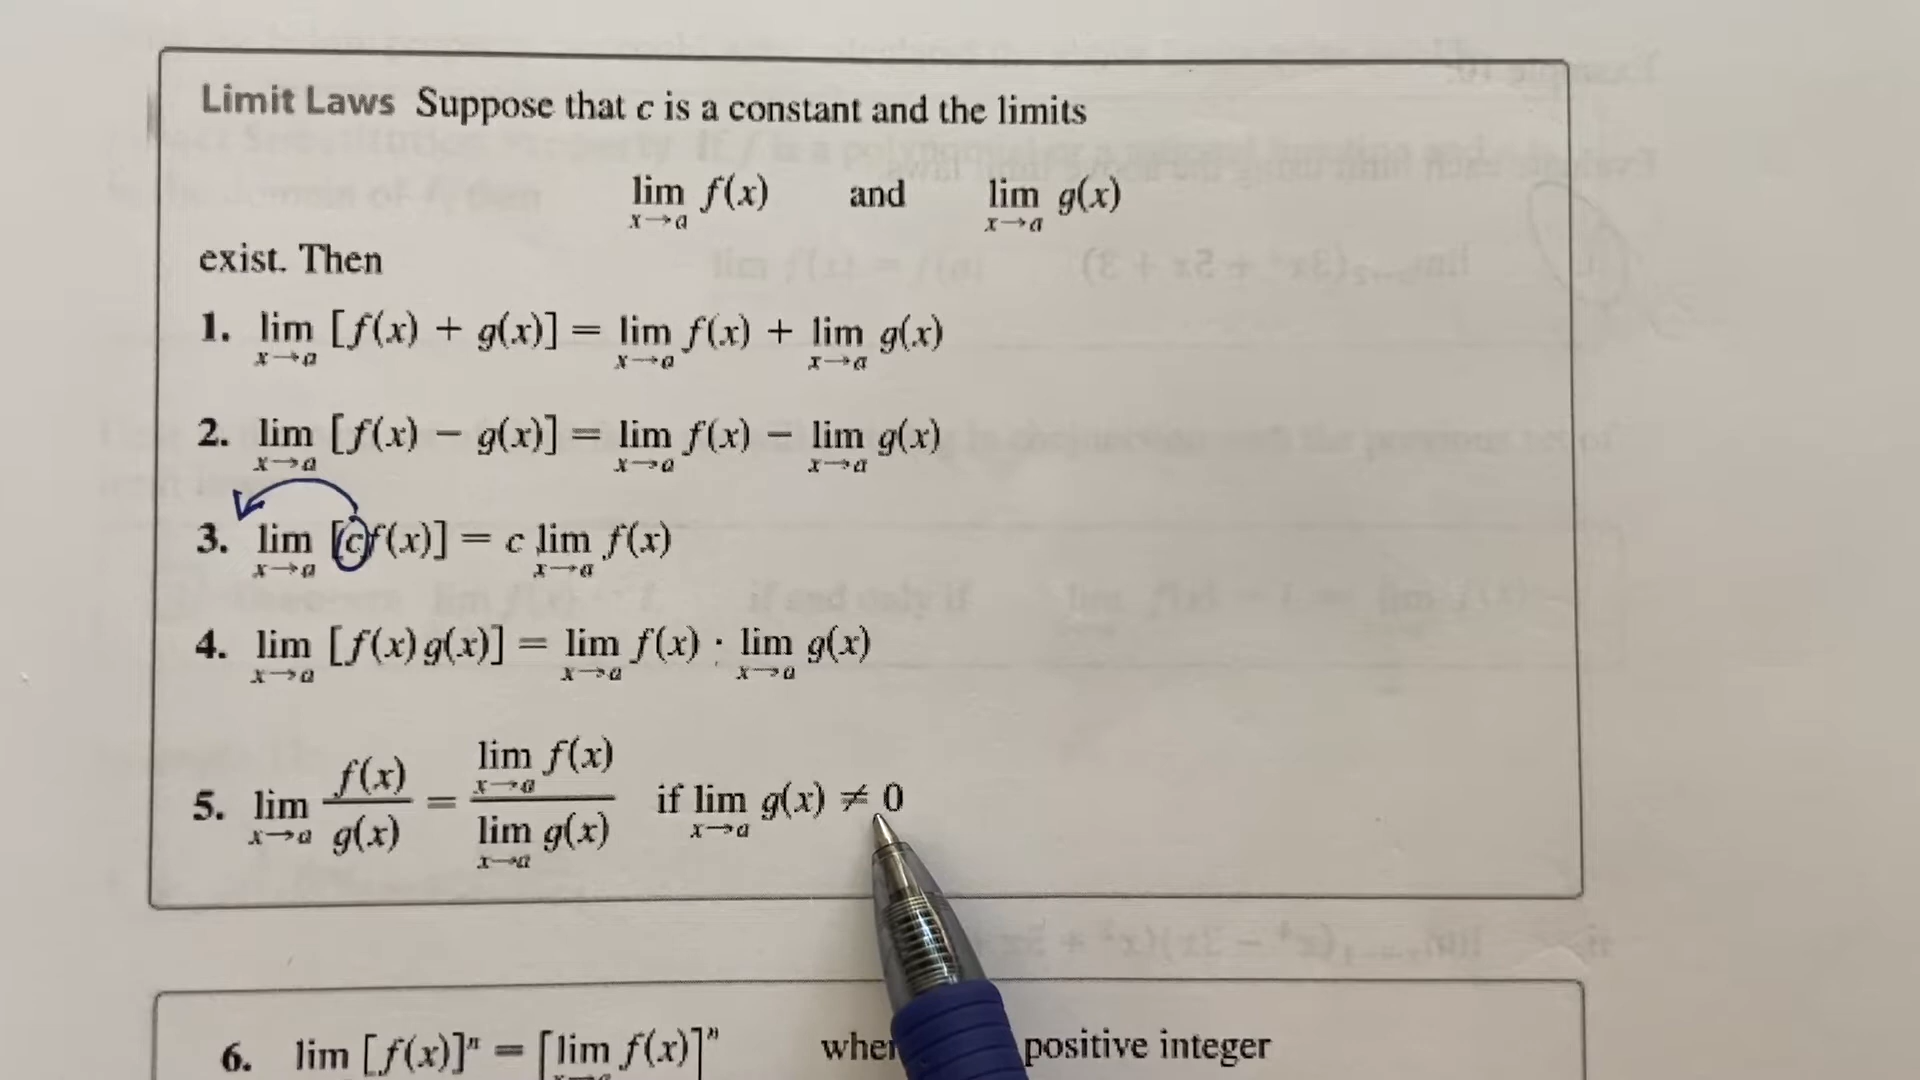 Limit Laws Suppose that c is a constant and the limits
lim x→a f(x) and lim x→a g(x)
exist. Then
1. lim x→a [f(x) + g(x)] = lim x→a f(x) + lim x→a g(x)
2. lim x→a [f(x) − g(x)] = lim x→a f(x) − lim x→a g(x)
3. lim x→a [cf(x)] = c lim x→a f(x)
4. lim x→a [f(x)g(x)] = lim x→a f(x) · lim x→a g(x)
5. lim x→a f(x)/g(x) = lim x→a f(x) / lim x→a g(x) if lim x→a g(x) ≠ 0
6. lim [f(x)]ⁿ = [lim f(x)]ⁿ positive integer